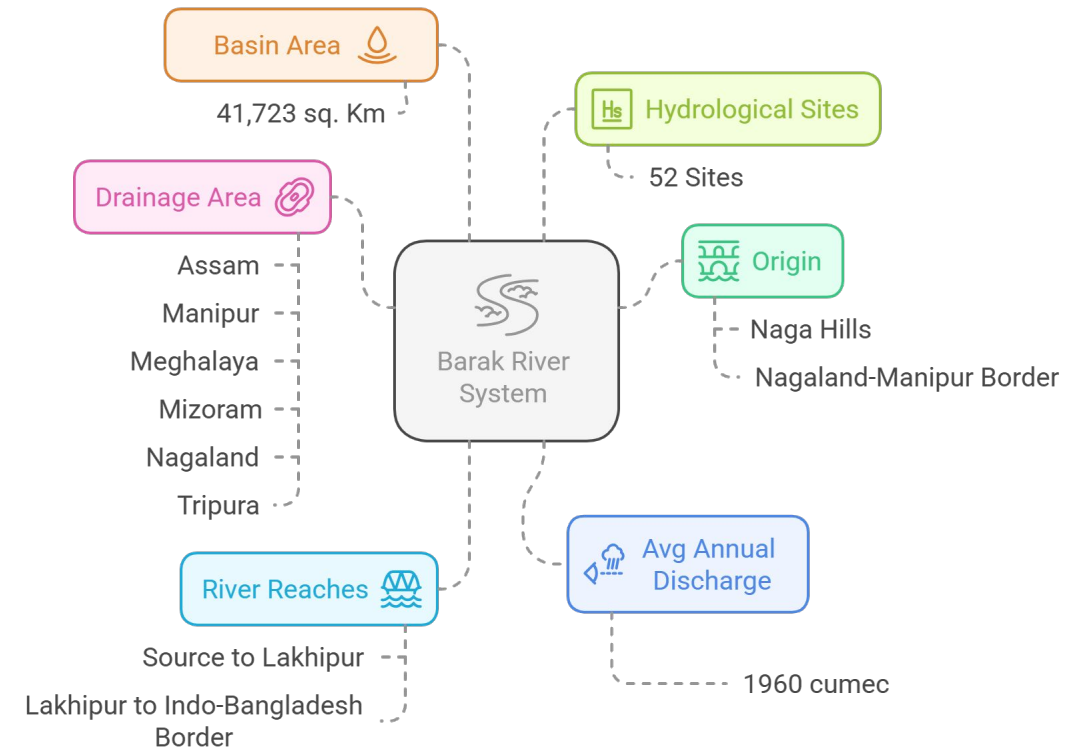 Basin Area
41,723 sq. Km
Hs
Hydrological Sites
52 Sites
Drainage Area
Assam
Manipur
Meghalaya
Mizoram
Nagaland
Tripura
Origin
Naga Hills
Nagaland-Manipur Border
Barak River
System
River Reaches
Source to Lakhipur
Lakhipur to Indo-Bangladesh
Border
Avg Annual
Discharge
1960 cumec